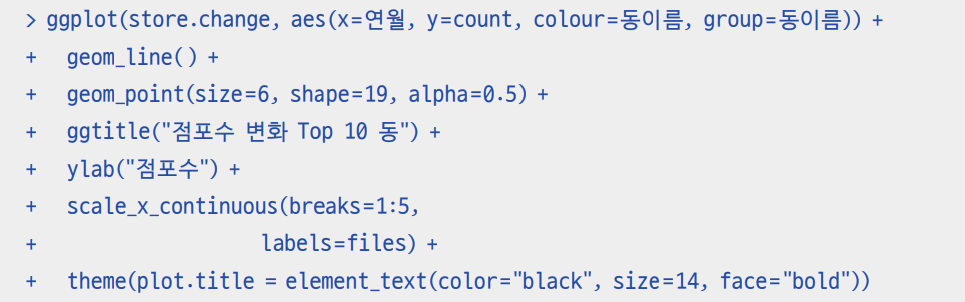 > ggplot(store.change, aes(x=연월, y=count, colour=동이름, group=동이름)) +
+   geom_line() +
+   geom_point(size=6, shape=19, alpha=0.5) +
+   ggtitle("점포수 변화 Top 10 동") +
+   ylab("점포수") +
+   scale_x_continuous(breaks=1:5,
+                      labels=files) +
+   theme(plot.title = element_text(color="black", size=14, face="bold"))